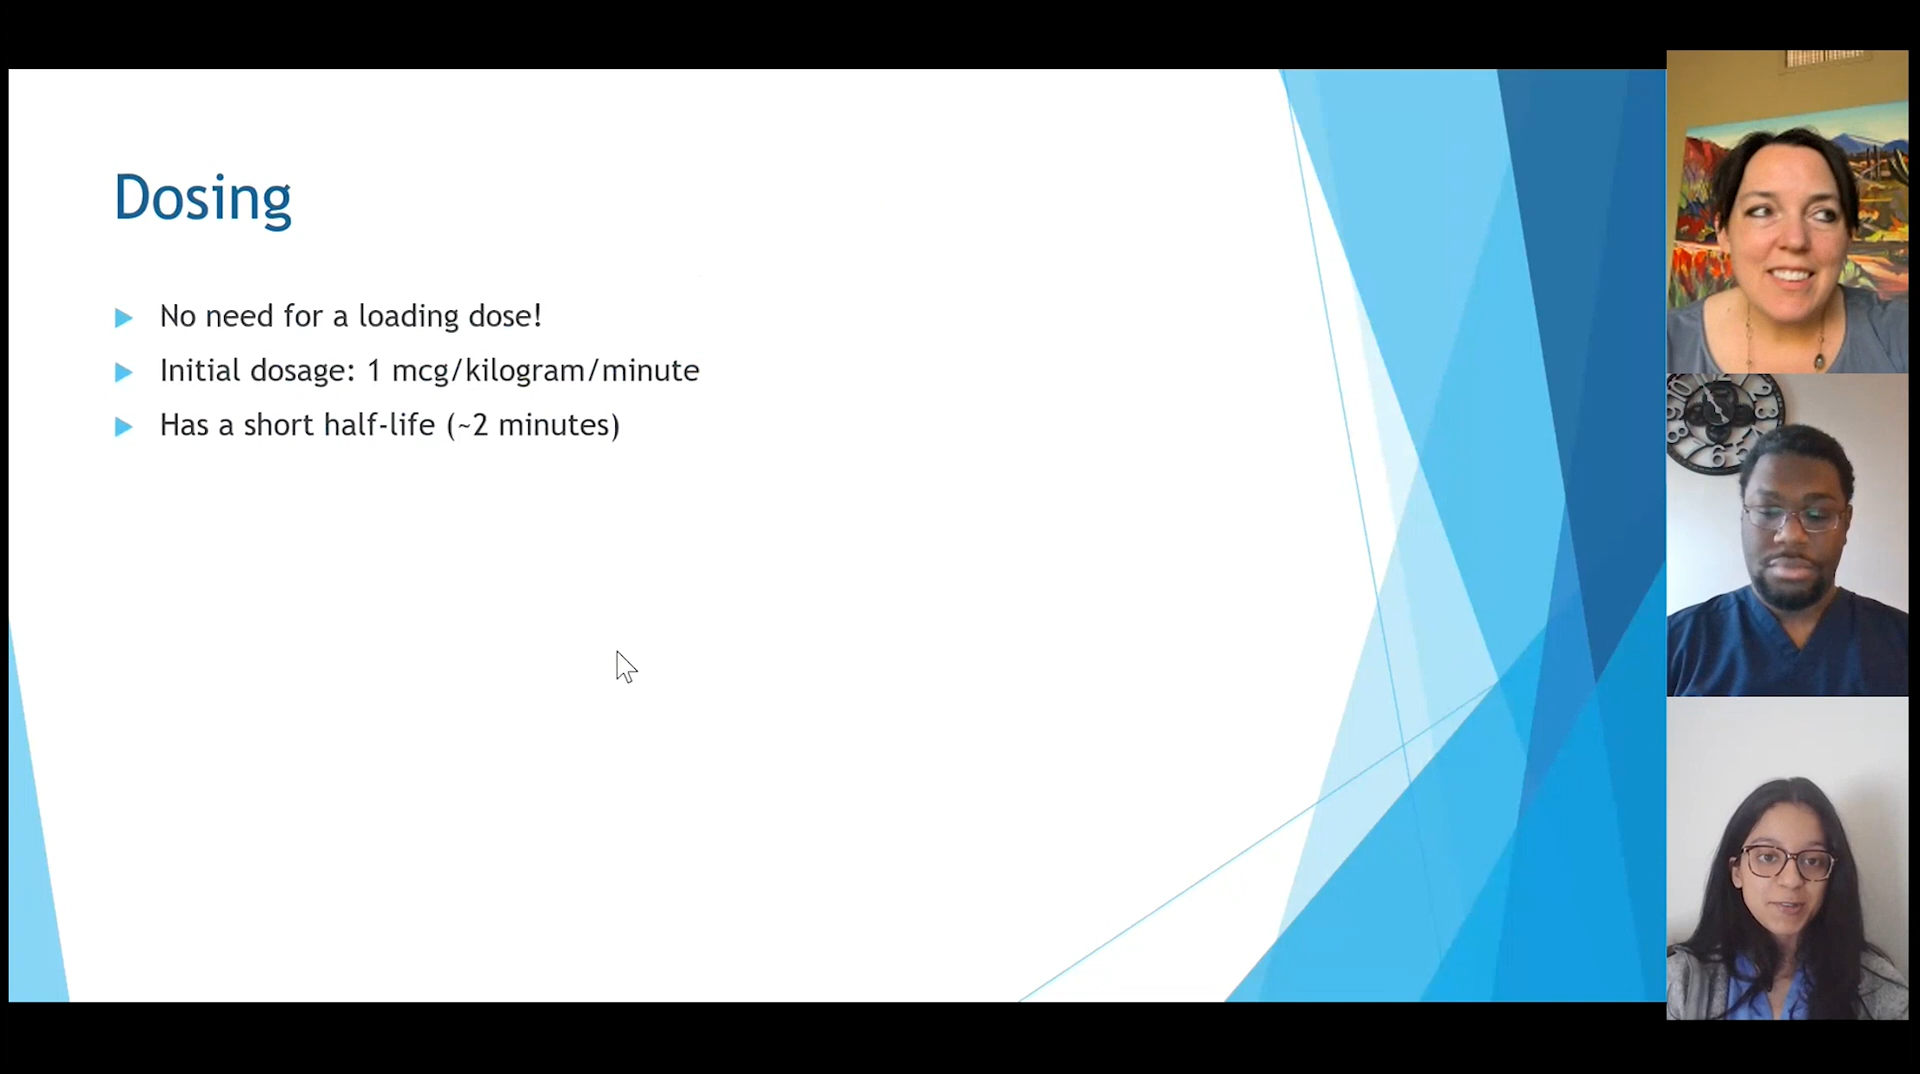 Dosing
No need for a loading dose!
Initial dosage: 1 mcg/kilogram/minute
Has a short half-life (~2 minutes)